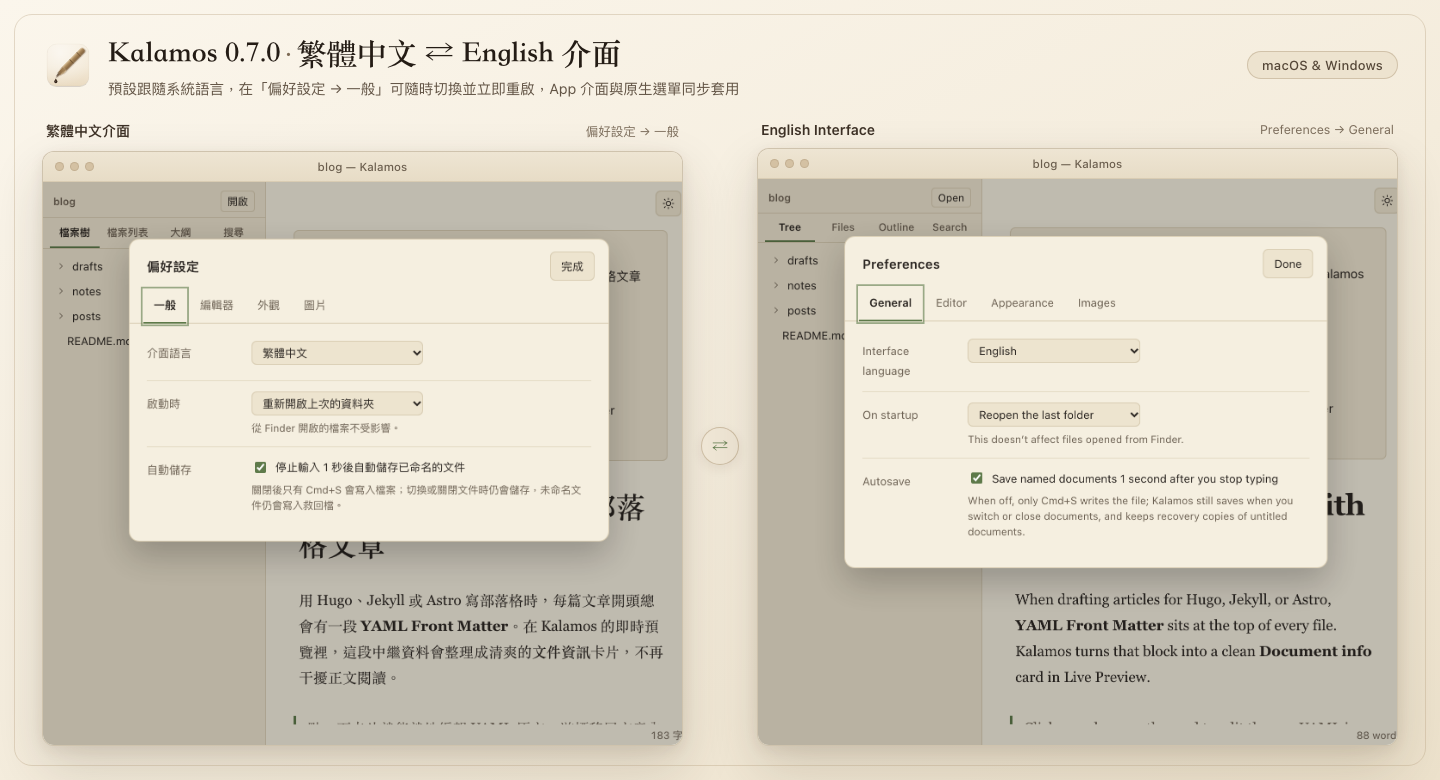 Kalamos 0.7.0 · 繁體中文 ⇄ English 介面
預設跟隨系統語言，在「偏好設定 → 一般」可隨時切換並立即重啟，App 介面與原生選單同步套用
macOS & Windows
繁體中文介面
偏好設定 → 一般
blog — Kalamos
blog
開啟
檔案樹
檔案列表
大綱
搜尋
drafts
notes
posts
README.md
偏好設定
完成
一般
編輯器
外觀
圖片
介面語言
繁體中文
啟動時
重新開啟上次的資料夾
從 Finder 開啟的檔案不受影響。
自動儲存
停止輸入 1 秒後自動儲存已命名的文件
關閉後只有 Cmd+S 會寫入檔案；切換或關閉文件時仍會儲存，未命名文
件仍會寫入救回檔。
格文章
部落
格文章
用 Hugo、Jekyll 或 Astro 寫部落格時，每篇文章開頭總
會有一段 YAML Front Matter。在 Kalamos 的即時預
覽裡，這段中繼資料會整理成清爽的文件資訊卡片，不再
干擾正文閱讀。
183 字
⇄
English Interface
Preferences → General
blog — Kalamos
blog
Open
Tree
Files
Outline
Search
drafts
notes
posts
README.md
Preferences
Done
General
Editor
Appearance
Images
Interface
language
English
On startup
Reopen the last folder
This doesn't affect files opened from Finder.
Autosave
Save named documents 1 second after you stop typing
When off, only Cmd+S writes the file; Kalamos still saves when you
switch or close documents, and keeps recovery copies of untitled
documents.
Kalamos
with
When drafting articles for Hugo, Jekyll, or Astro,
YAML Front Matter sits at the top of every file.
Kalamos turns that block into a clean Document info
card in Live Preview.
88 word